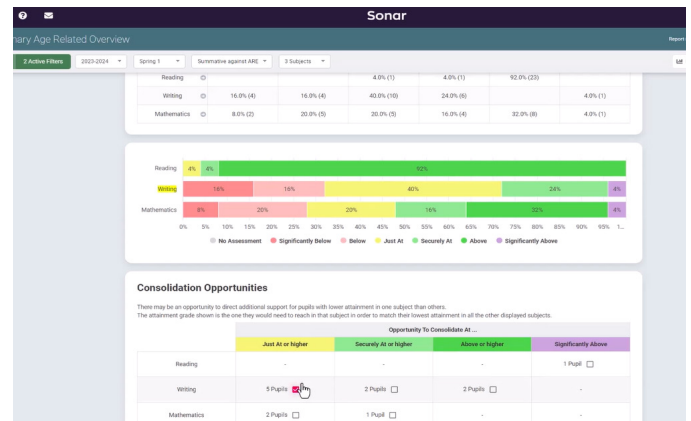 Sonar
nary Age Related Overview
Report
2 Active Filters 2023-2024 Spring 1 Summative against ARE 3 Subjects
Reading 4.0% (1) 4.0% (1) 92.0% (23)
Writing 16.0% (4) 16.0% (4) 40.0% (10) 24.0% (6) 4.0% (1)
Mathematics 8.0% (2) 20.0% (5) 20.0% (5) 16.0% (4) 32.0% (8) 4.0% (1)
Reading 4% 4% 92%
Writing 16% 16% 40% 24% 4%
Mathematics 8% 20% 20% 16% 32% 4%
0% 5% 10% 15% 20% 25% 30% 35% 40% 45% 50% 55% 60% 65% 70% 75% 80% 85% 90% 95% 1...
No Assessment Significantly Below Below Just At Securely At Above Significantly Above
Consolidation Opportunities
There may be an opportunity to direct additional support for pupils with lower attainment in one subject than others.
The attainment grade shown is the one they would need to reach in that subject in order to match their lowest attainment in all the other displayed subjects.
Opportunity To Consolidate At ...
Just At or higher Securely At or higher Above or higher Significantly Above
Reading - - - 1 Pupil
Writing 5 Pupils 2 Pupils 2 Pupils -
Mathematics 2 Pupils 1 Pupil - -